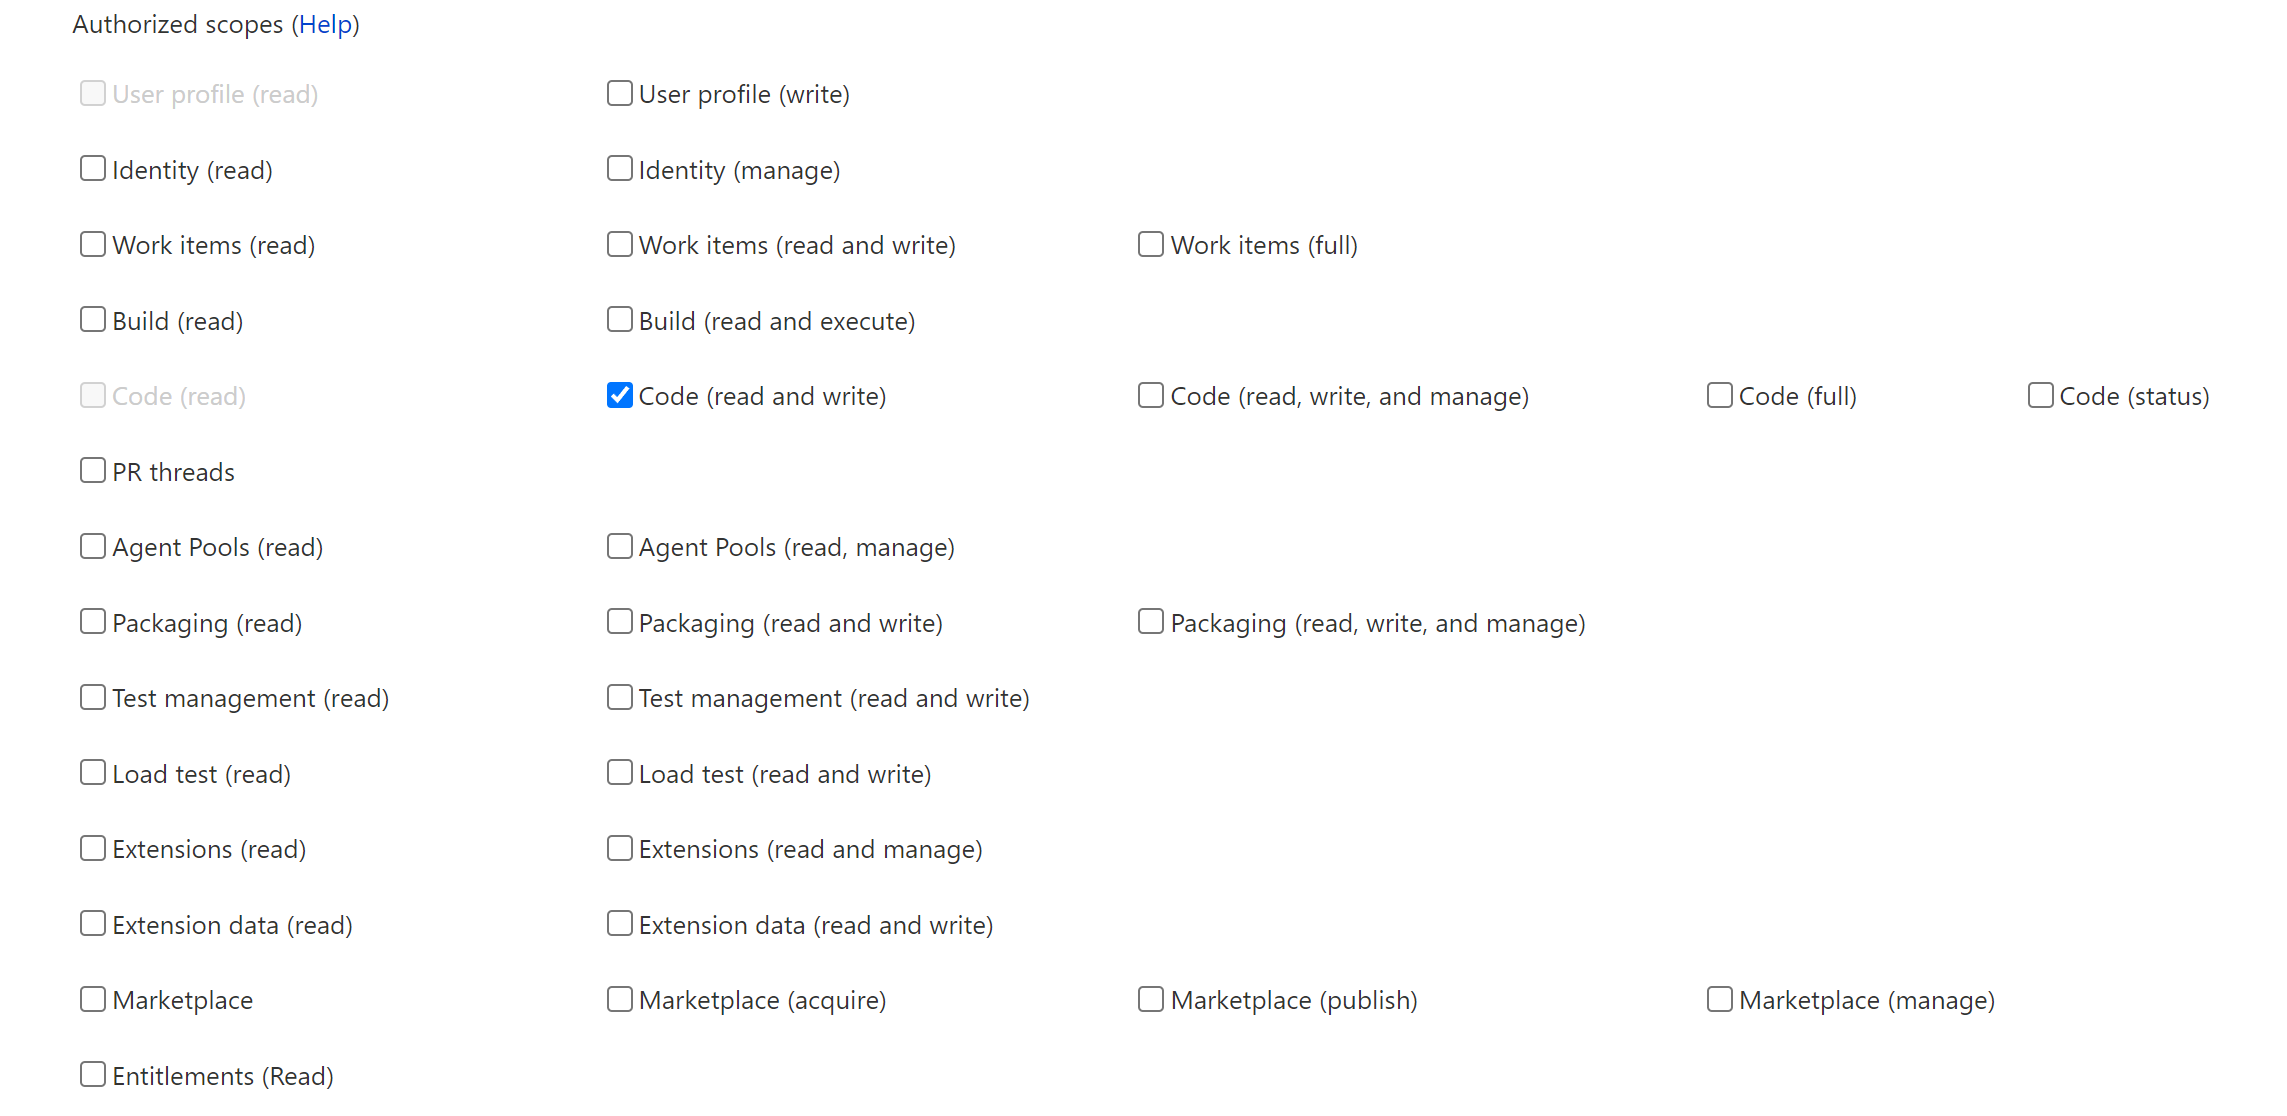 Authorized scopes (Help)
User profile (read) User profile (write)
Identity (read) Identity (manage)
Work items (read) Work items (read and write) Work items (full)
Build (read) Build (read and execute)
Code (read) Code (read and write) Code (read, write, and manage) Code (full) Code (status)
PR threads
Agent Pools (read) Agent Pools (read, manage)
Packaging (read) Packaging (read and write) Packaging (read, write, and manage)
Test management (read) Test management (read and write)
Load test (read) Load test (read and write)
Extensions (read) Extensions (read and manage)
Extension data (read) Extension data (read and write)
Marketplace Marketplace (acquire) Marketplace (publish) Marketplace (manage)
Entitlements (Read)